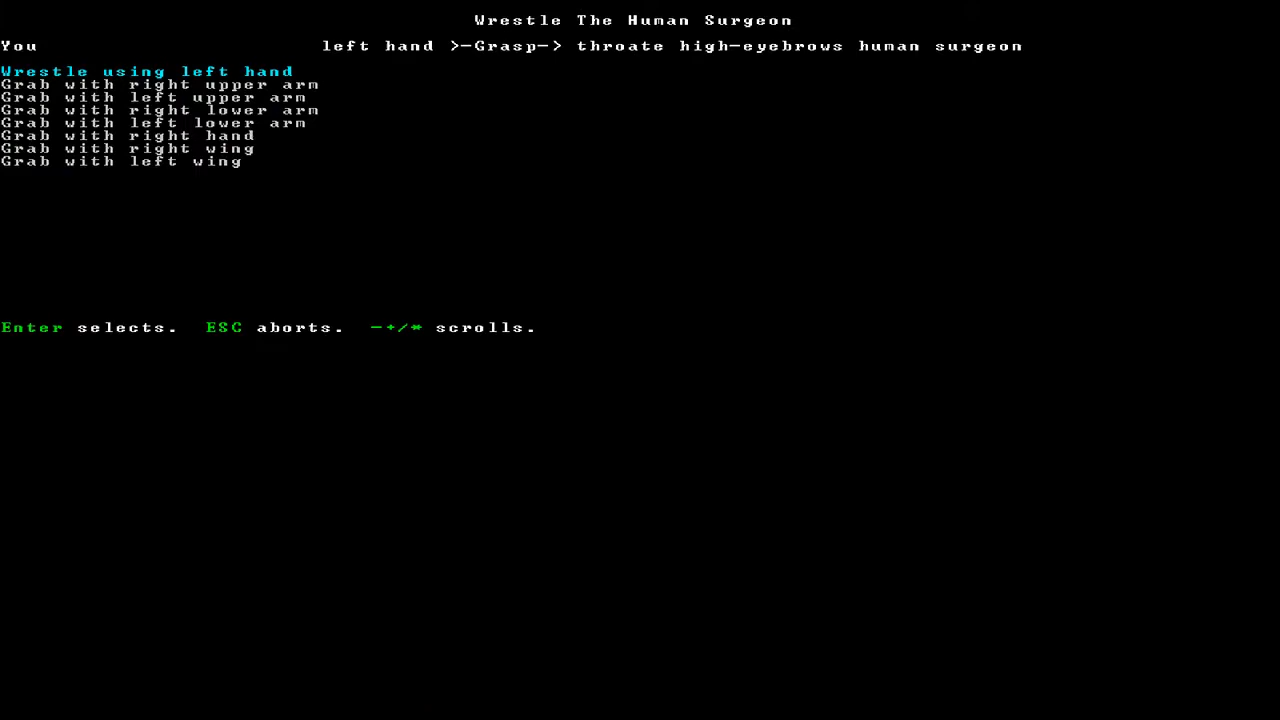 Wrestle The Human Surgeon
You left hand >-Grasp-> throate high-eyebrows human surgeon
Wrestle using left hand
Grab with right upper arm
Grab with left upper arm
Grab with right lower arm
Grab with left lower arm
Grab with right hand
Grab with right wing
Grab with left wing
Enter selects. ESC aborts. -+/* scrolls.